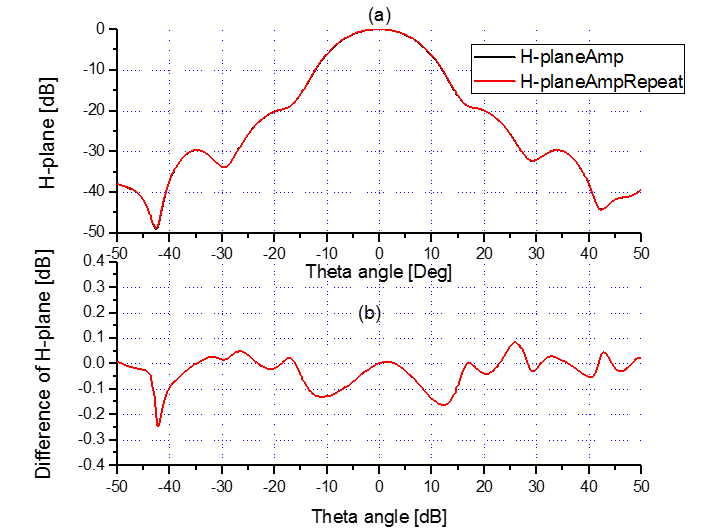 (a)
H-plane [dB]
0
-10
-20
-30
-40
-50
H-planeAmp
H-planeAmpRepeat
-50 -40 -30 -20 -10 0 10 20 30 40 50
Theta angle [Deg]
(b)
Difference of H-plane [dB]
0.4
0.3
0.2
0.1
0.0
-0.1
-0.2
-0.3
-0.4
-50 -40 -30 -20 -10 0 10 20 30 40 50
Theta angle [dB]